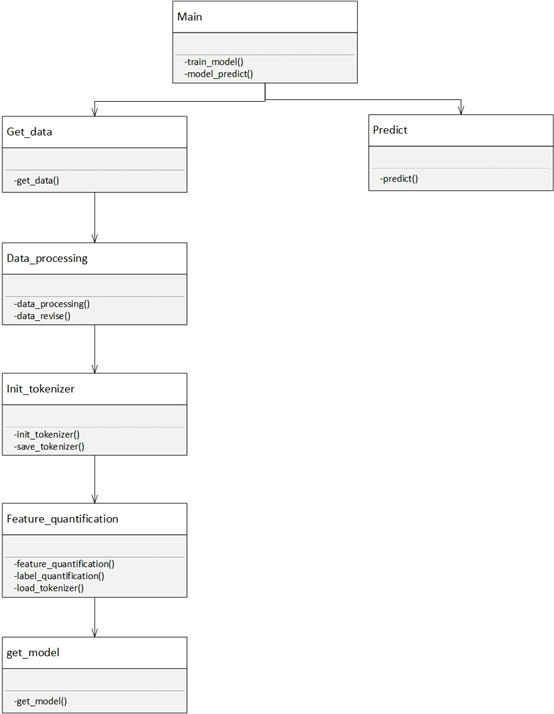 Main
-train_model()
-model_predict()
Get_data
-get_data()
Predict
-predict()
Data_processing
-data_processing()
-data_revise()
Init_tokenizer
-init_tokenizer()
-save_tokenizer()
Feature_quantification
-feature_quantification()
-label_quantification()
-load_tokenizer()
get_model
-get_model()